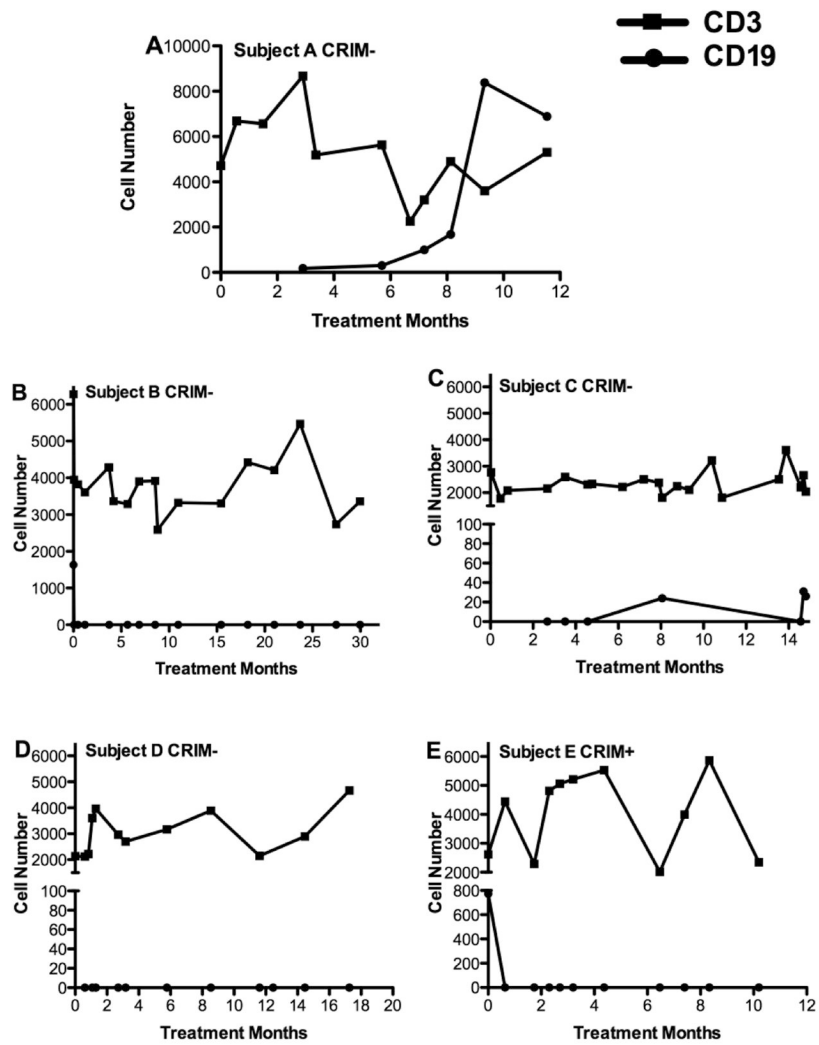 CD3
CD19
A
Subject A CRIM-
10000
8000
6000
4000
2000
0
Cell Number
0 2 4 6 8 10 12
Treatment Months
B
Subject B CRIM-
6000
5000
4000
3000
2000
1000
0
Cell Number
0 5 10 15 20 25 30
Treatment Months
C
Subject C CRIM-
6000
5000
4000
3000
2000
100
80
60
40
20
0
Cell Number
0 2 4 6 8 10 12 14
Treatment Months
D
Subject D CRIM-
6000
5000
4000
3000
2000
100
80
60
40
20
0
Cell Number
0 2 4 6 8 10 12 14 16 18 20
Treatment Months
E
Subject E CRIM+
6000
5000
4000
3000
2000
800
600
400
200
0
Cell Number
0 2 4 6 8 10 12
Treatment Months